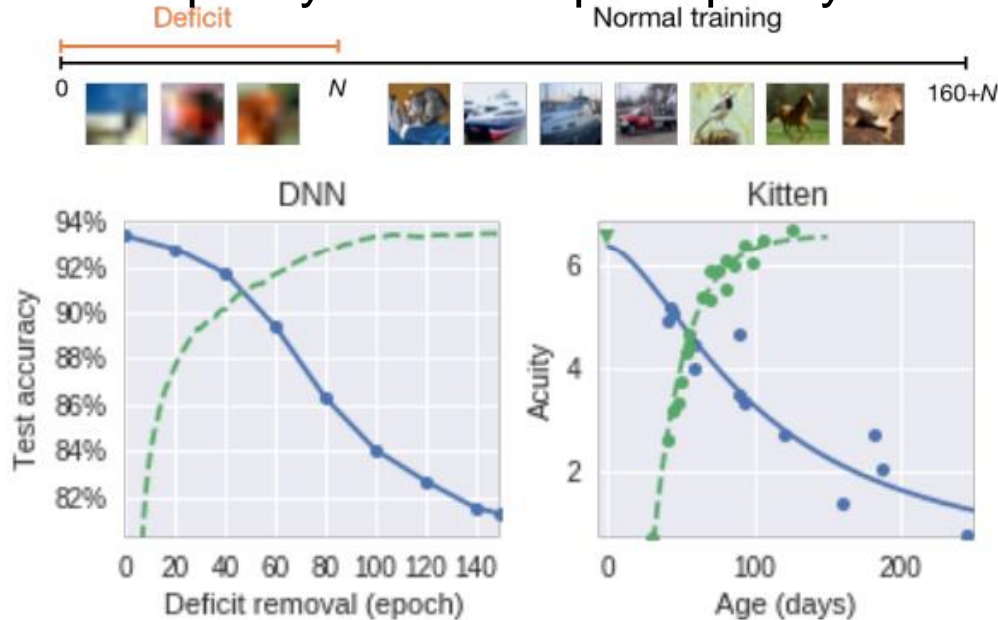 Deficit
Normal training
0
N
160+N
DNN
Kitten
94%
92%
90%
88%
86%
84%
82%
Test accuracy
0 20 40 60 80 100 120 140
Deficit removal (epoch)
6
4
2
Acuity
0 100 200
Age (days)